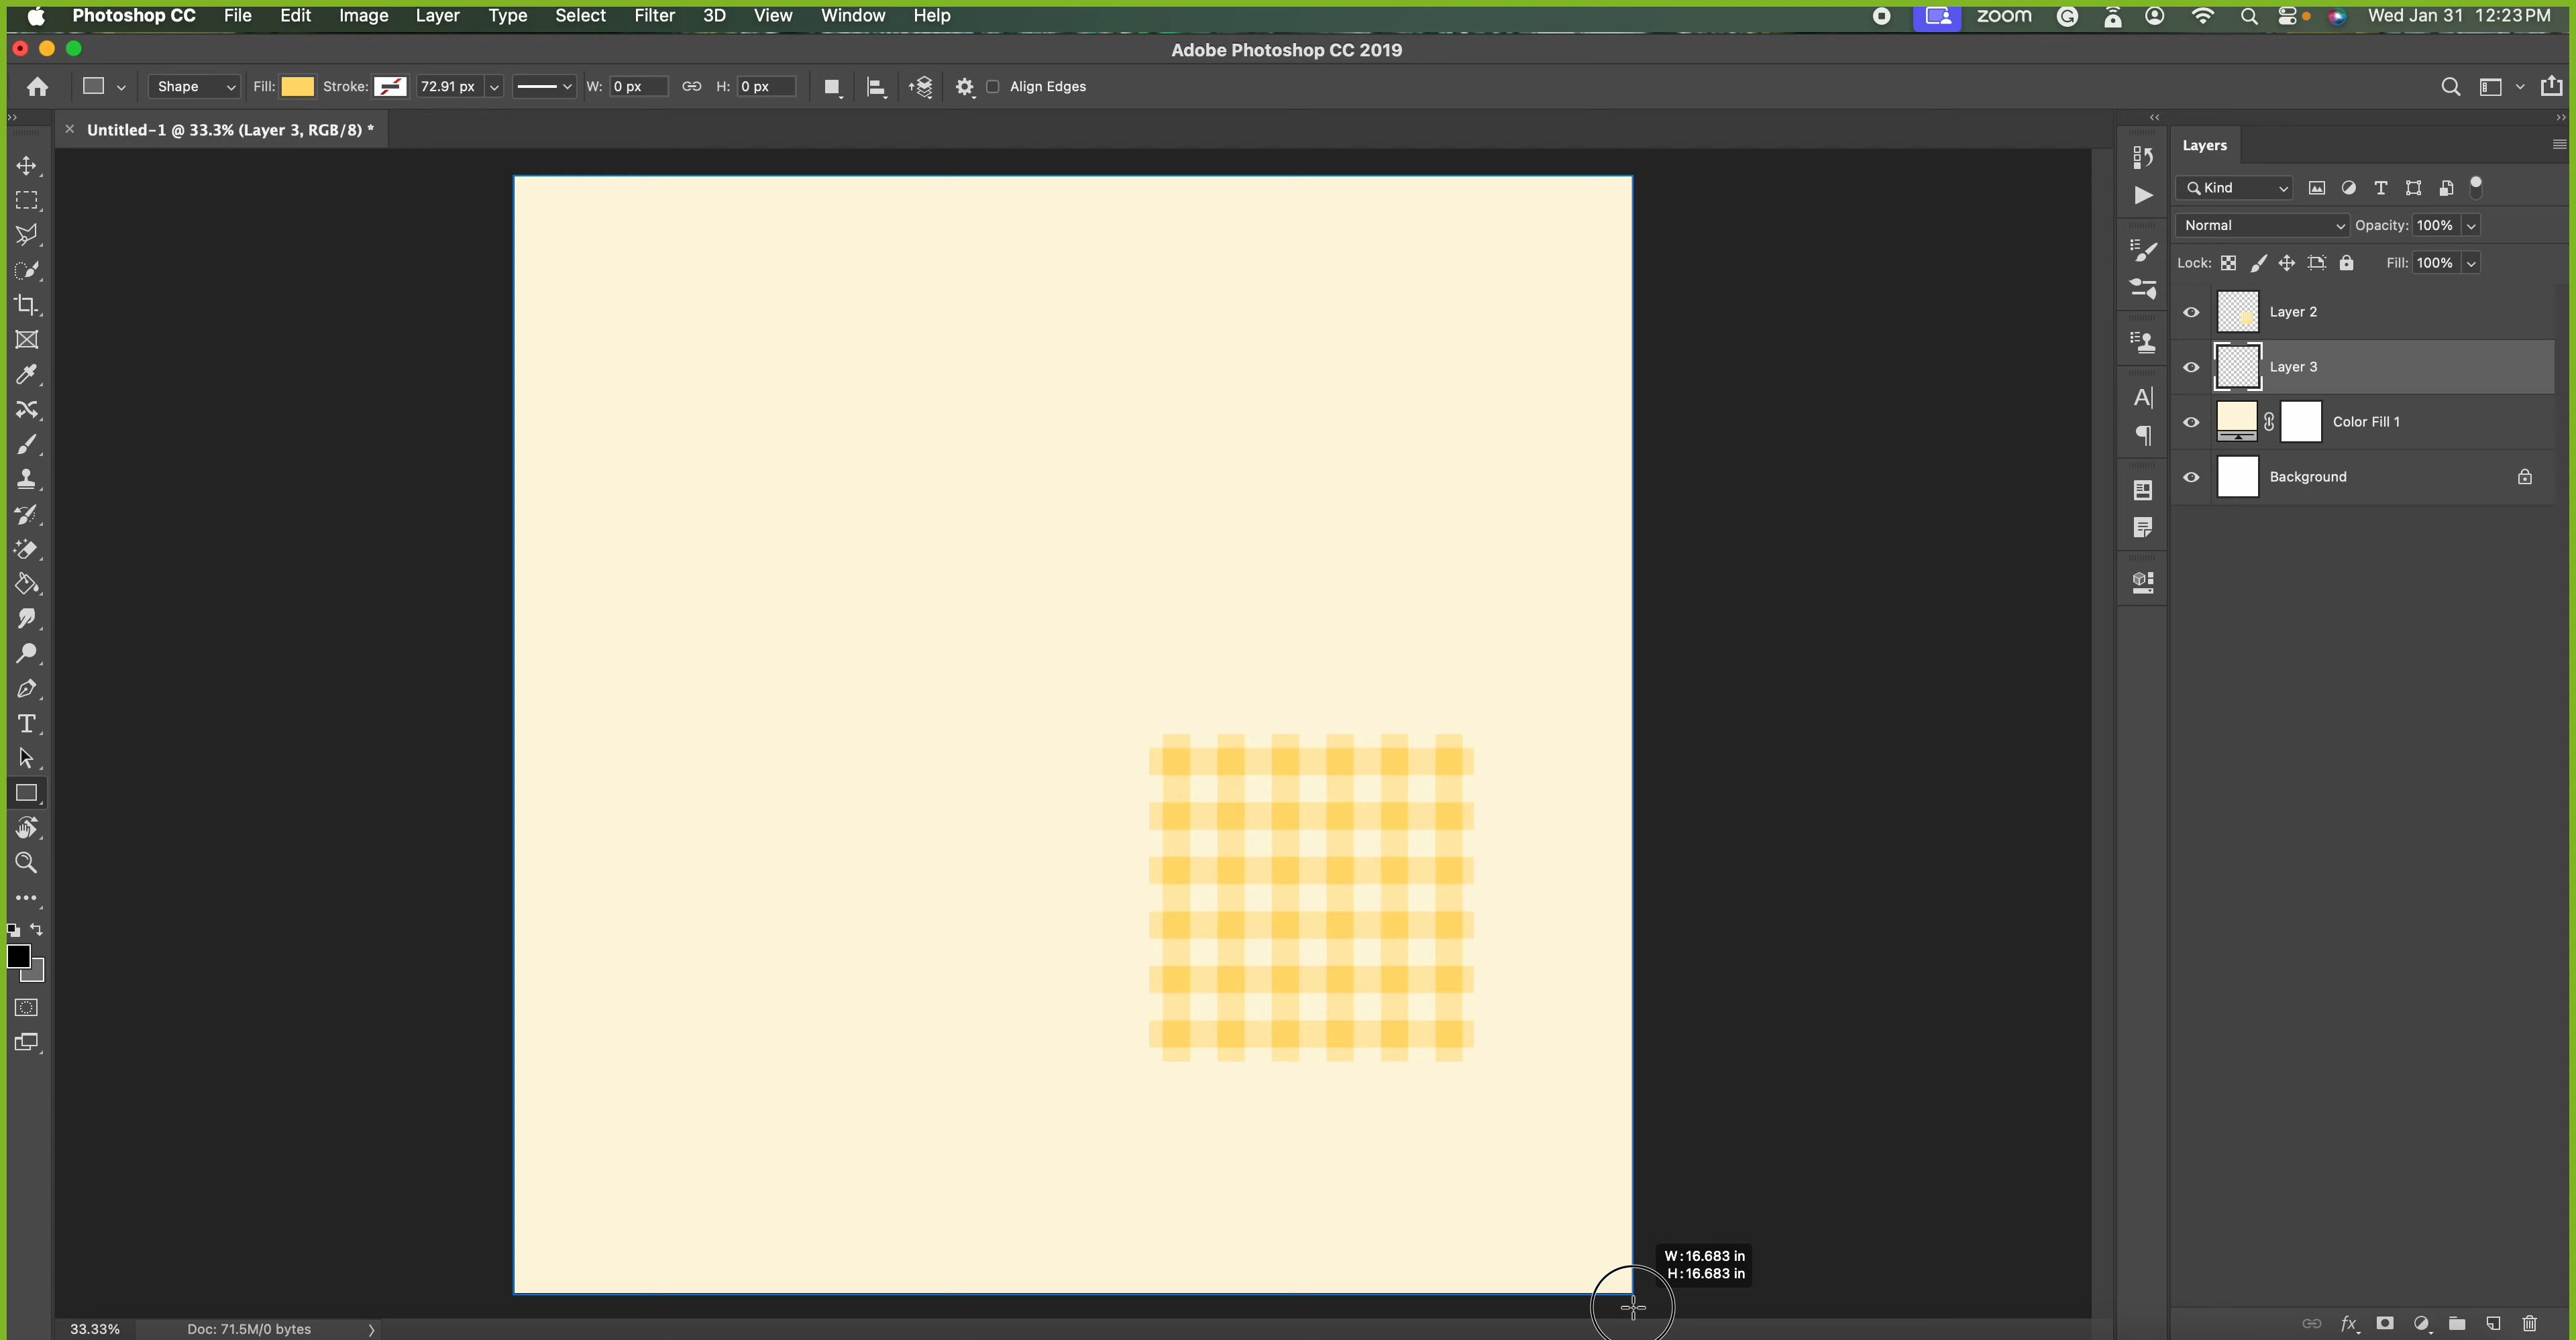 Photoshop CC File Edit Image Layer Type Select Filter 3D View Window Help zoom Wed Jan 31 12:23 PM
Adobe Photoshop CC 2019
Shape Fill: Stroke: 72.91 px W: 0 px H: 0 px Align Edges
Untitled-1 @ 33.3% (Layer 3, RGB/8) *
Layers
Kind
Normal Opacity: 100%
Lock: Fill: 100%
Layer 2
Layer 3
Color Fill 1
Background
W: 16.683 in
H: 16.683 in
33.33% Doc: 71.5M/0 bytes